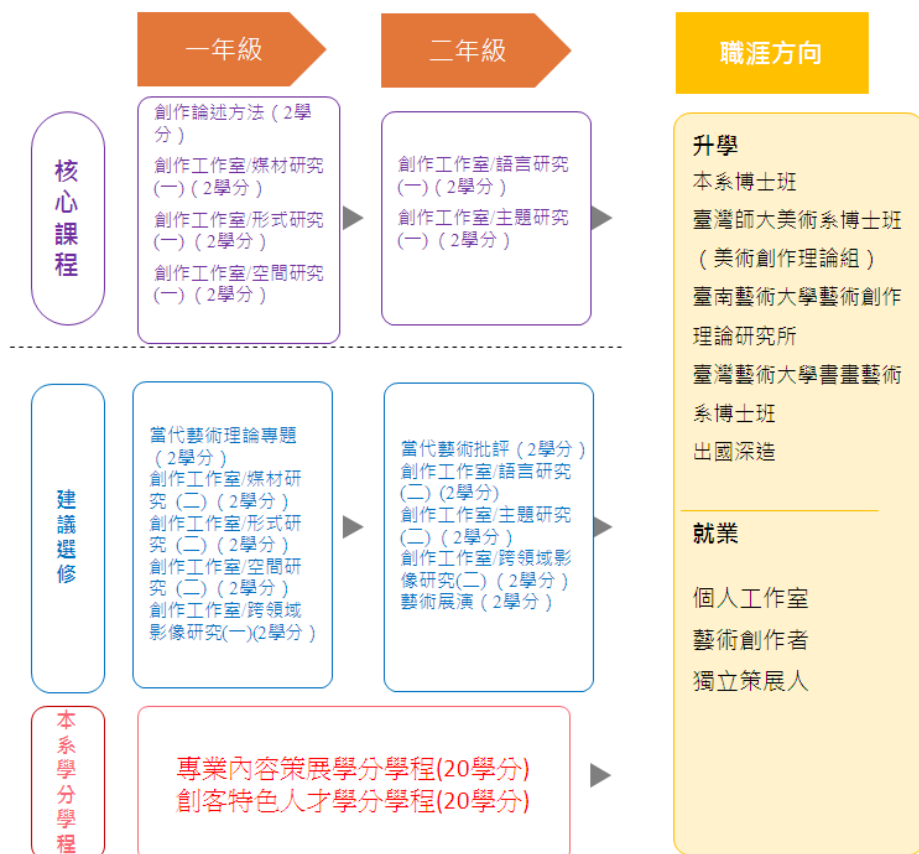 一年級
二年級
職涯方向
核心課程
創作論述方法（2學
分）
創作工作室/媒材研究
(一)（2學分）
創作工作室/形式研究
(一)（2學分）
創作工作室/空間研究
(一)（2學分）
創作工作室/語言研究
(一)（2學分）
創作工作室/主題研究
(一)（2學分）
建議選修
當代藝術理論專題
（2學分）
創作工作室/媒材研
究 (二)（2學分）
創作工作室/形式研
究 (二)（2學分）
創作工作室/空間研
究 (二)（2學分）
創作工作室/跨領域
影像研究(一)(2學分）
當代藝術批評（2學分）
創作工作室/語言研究
(二) (2學分)
創作工作室/主題研究
(二)（2學分）
創作工作室/跨領域影
像研究(二)（2學分）
藝術展演（2學分）
本系學分學程
專業內容策展學分學程(20學分)
創客特色人才學分學程(20學分)
升學
本系博士班
臺灣師大美術系博士班
（美術創作理論組）
臺南藝術大學藝術創作
理論研究所
臺灣藝術大學書畫藝術
系博士班
出國深造
就業
個人工作室
藝術創作者
獨立策展人